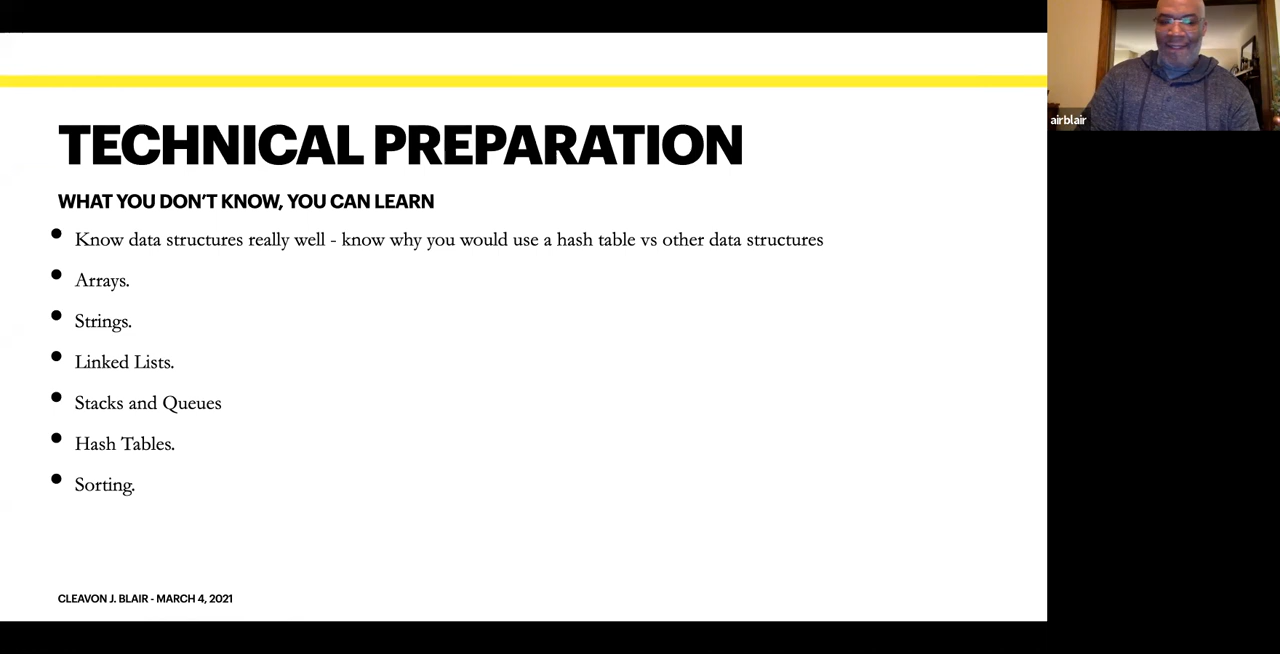 TECHNICAL PREPARATION
WHAT YOU DON'T KNOW, YOU CAN LEARN
Know data structures really well - know why you would use a hash table vs other data structures
Arrays.
Strings.
Linked Lists.
Stacks and Queues
Hash Tables.
Sorting.
CLEAVON J. BLAIR - MARCH 4, 2021
airblair